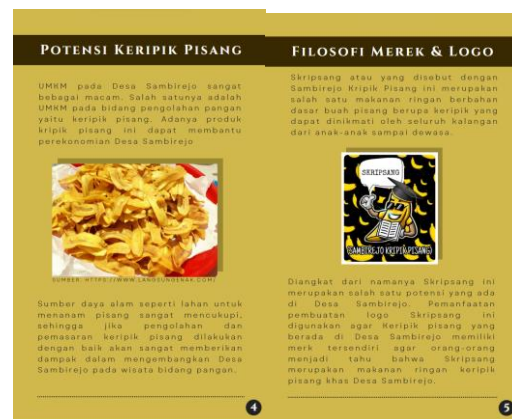 POTENSI KERIPIK PISANG
UMKM pada Desa Sambirejo sangat
bebagai macam. Salah satunya adalah
UMKM pada bidang pengolahan pangan
yaitu keripik pisang. Adanya produk
kripik pisang ini dapat membantu
perekonomian Desa Sambirejo
SUMBER: HTTPS://WWW.LANGSUNGENAK.COM/
Sumber daya alam seperti lahan untuk
menanam pisang sangat mencukupi,
sehingga jika pengolahan dan
pemasaran keripik pisang dilakukan
dengan baik akan sangat memberikan
dampak dalam mengembangkan Desa
Sambirejo pada wisata bidang pangan.
4
FILOSOFI MEREK & LOGO
Skripsang atau yang disebut dengan
Sambirejo Kripik Pisang ini merupakan
salah satu makanan ringan berbahan
dasar buah pisang berupa keripik yang
dapat dinikmati oleh seluruh kalangan
dari anak-anak sampai dewasa.
SKRIPSANG
(SAMBIREJO KRIPIK PISANG)
Diangkat dari namanya Skripsang ini
merupakan salah satu potensi yang ada
di Desa Sambirejo. Pemanfaatan
pembuatan logo Skripsang ini
digunakan agar Keripik pisang yang
berada di Desa Sambirejo memiliki
merk tersendiri agar orang-orang
menjadi tahu bahwa Skripsang
merupakan makanan ringan keripik
pisang khas Desa Sambirejo.
5